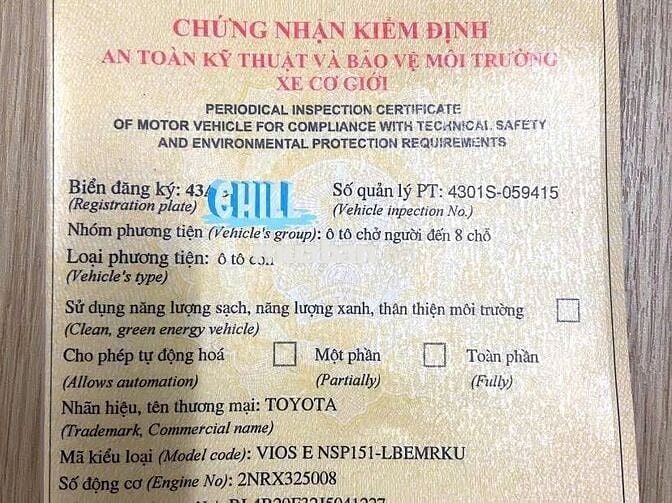 CHỨNG NHẬN KIỂM ĐỊNH
AN TOÀN KỸ THUẬT VÀ BẢO VỆ MÔI TRƯỜNG
XE CƠ GIỚI
PERIODICAL INSPECTION CERTIFICATE
OF MOTOR VEHICLE FOR COMPLIANCE WITH TECHNICAL SAFETY
AND ENVIRONMENTAL PROTECTION REQUIREMENTS
Biển đăng ký: 43A CHILL Số quản lý PT: 4301S-059415
(Registration plate) (Vehicle inpection No.)
Nhóm phương tiện (Vehicle's group): ô tô chở người đến 8 chỗ
Loại phương tiện: ô tô con
(Vehicle's type)
Sử dụng năng lượng sạch, năng lượng xanh, thân thiện môi trường
(Clean, green energy vehicle)
Cho phép tự động hoá Một phần Toàn phần
(Allows automation) (Partially) (Fully)
Nhãn hiệu, tên thương mại: TOYOTA
(Trademark, Commercial name)
Mã kiểu loại (Model code): VIOS E NSP151-LBEMRKU
Số động cơ (Engine No): 2NRX325008